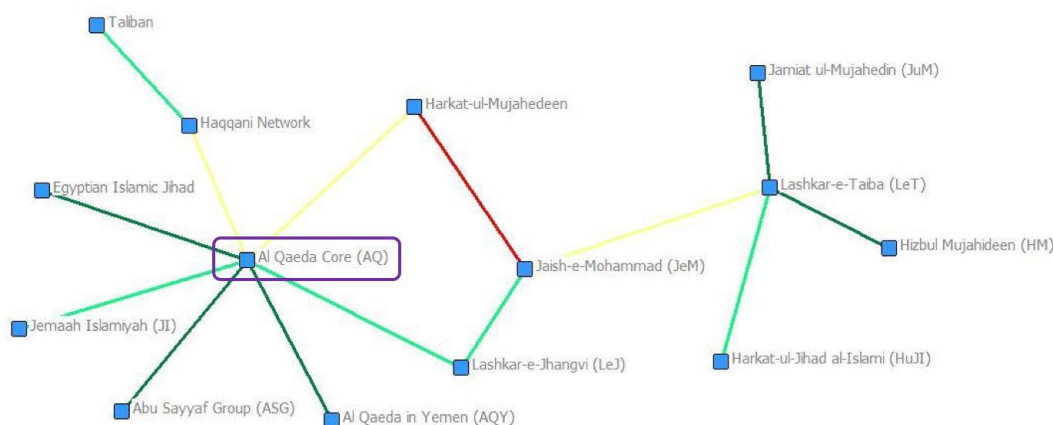 Taliban
Jamiat ul-Mujahedin (JuM)
Harkat-ul-Mujahedeen
Haqqani Network
Egyptian Islamic Jihad
Lashkar-e-Taiba (LeT)
Hizbul Mujahideen (HM)
Al Qaeda Core (AQ)
Jaish-e-Mohammad (JeM)
Jemaah Islamiyah (JI)
Lashkar-e-Jhangvi (LeJ)
Harkat-ul-Jihad al-Islami (HuJI)
Abu Sayyaf Group (ASG)
Al Qaeda in Yemen (AQY)